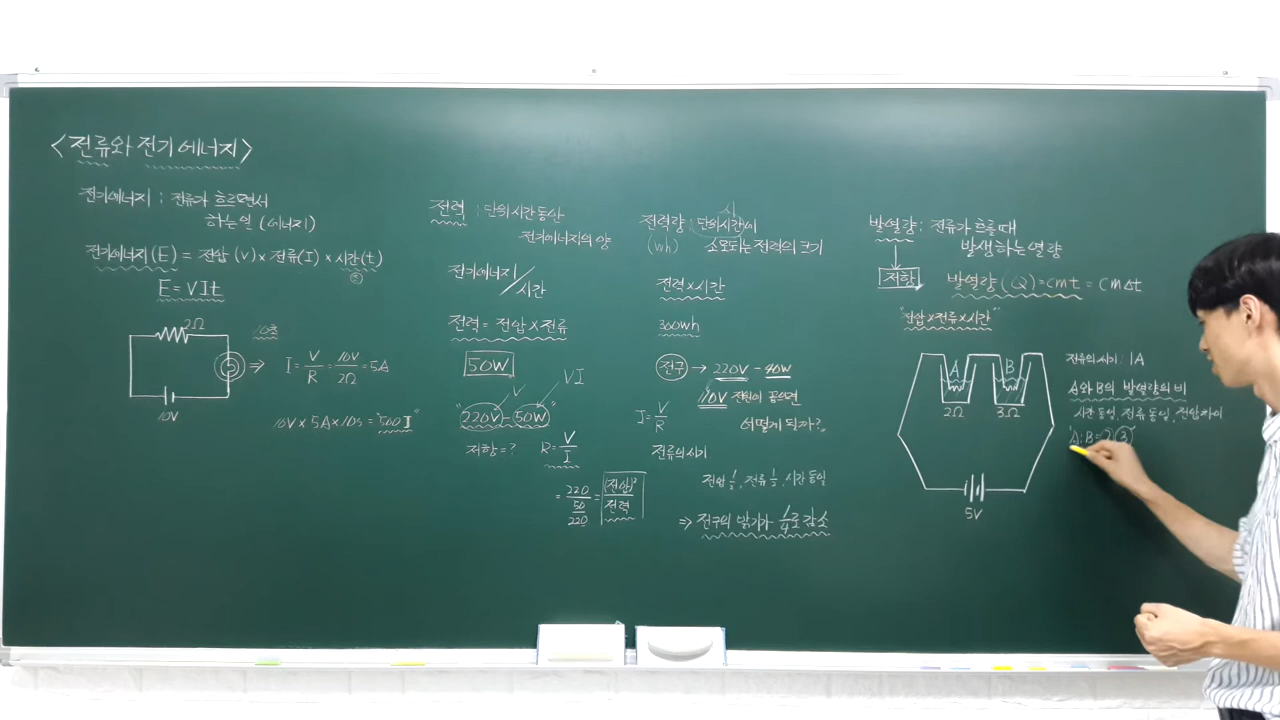 <전류와 전기 에너지>
전기에너지 : 전류가 흐르면서
하는 일 (에너지)
전기에너지(E) = 전압(V) × 전류(I) × 시간(t)
E = VIt
2Ω
10초
10V
⇒ I = V/R = 10V/2Ω = 5A
10V × 5A × 10s = "500J"
전력 : 단위 시간 동안
전기에너지의 양
전기에너지/시간
전력 = 전압 × 전류
50W
V
VI
"220V - 50W"
저항 = ? R = V/I
= 220/(50/220) = (전압)²/전력
전력량 : 단위시간에
시
(Wh) 소모되는 전력의 크기
전력 × 시간
300Wh
전구 → 220V - 40W
110V 전원이 공급되면
I = V/R 어떻게 될까?
전류의 세기
전압 1/2, 전류 1/2, 시간 동일
⇒ 전구의 밝기가 1/4로 감소
발열량 : 전류가 흐를 때
발생하는 열량
저항
발열량(Q) = cmt = CmΔt
"전압×전류×시간"
A B
2Ω 3Ω
5V
전류의 세기 : 1A
A와 B의 발열량의 비
시간 동일, 전류 동일, 전압 차이
A:B = 2:3